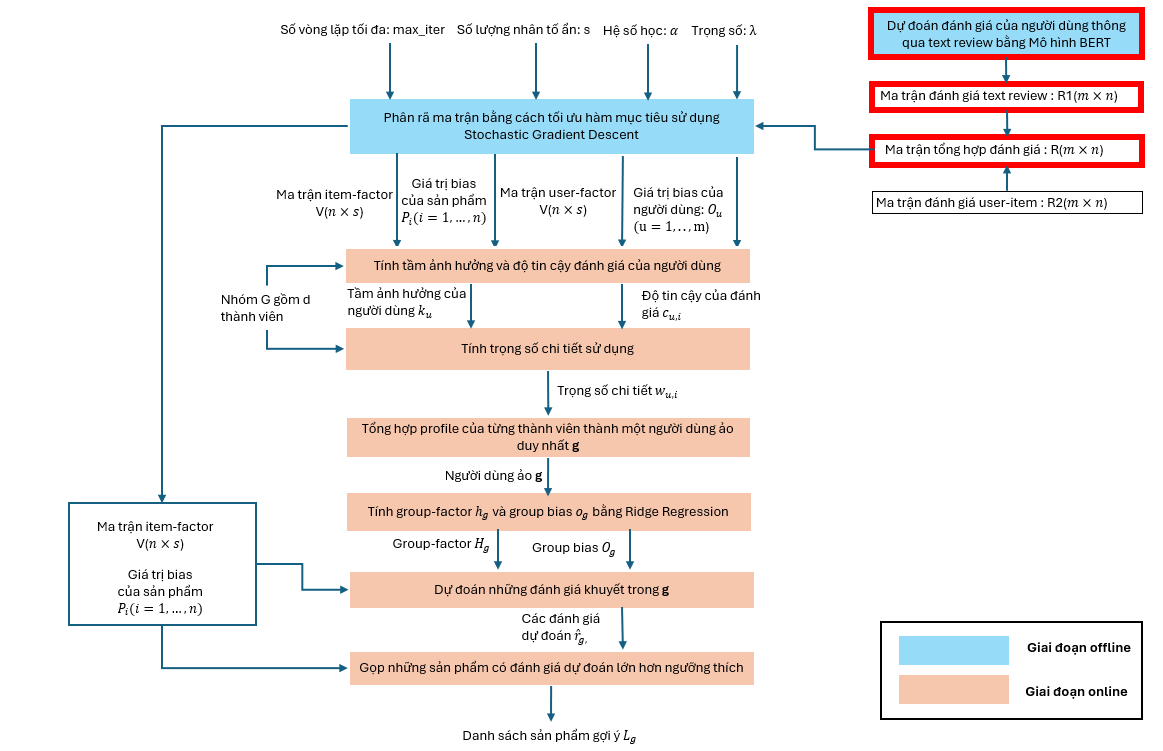 Số vòng lặp tối đa: max_iter
Số lượng nhân tố ẩn: s
Hệ số học: α
Trọng số: λ
Dự đoán đánh giá của người dùng thông
qua text review bằng Mô hình BERT
Ma trận đánh giá text review : R1(m × n)
Ma trận tổng hợp đánh giá : R(m × n)
Ma trận đánh giá user-item : R2(m × n)
Phân rã ma trận bằng cách tối ưu hàm mục tiêu sử dụng
Stochastic Gradient Descent
Ma trận item-factor
V(n × s)
Giá trị bias
của sản phẩm
P_i(i = 1, …, n)
Ma trận user-factor
V(n × s)
Giá trị bias của
người dùng: O_u
(u = 1, . . , m)
Tính tầm ảnh hưởng và độ tin cậy đánh giá của người dùng
Nhóm G gồm d
thành viên
Tầm ảnh hưởng của
người dùng k_u
Độ tin cậy của đánh
giá c_{u,i}
Tính trọng số chi tiết sử dụng
Trọng số chi tiết w_{u,i}
Tổng hợp profile của từng thành viên thành một người dùng ảo
duy nhất g
Người dùng ảo g
Tính group-factor h_g và group bias o_g bằng Ridge Regression
Group-factor H_g
Group bias O_g
Ma trận item-factor
V(n × s)
Giá trị bias
của sản phẩm
P_i(i = 1, …, n)
Dự đoán những đánh giá khuyết trong g
Các đánh giá
dự đoán r̂_{g,}
Gọp những sản phẩm có đánh giá dự đoán lớn hơn ngưỡng thích
Danh sách sản phẩm gợi ý L_g
Giai đoạn offline
Giai đoạn online